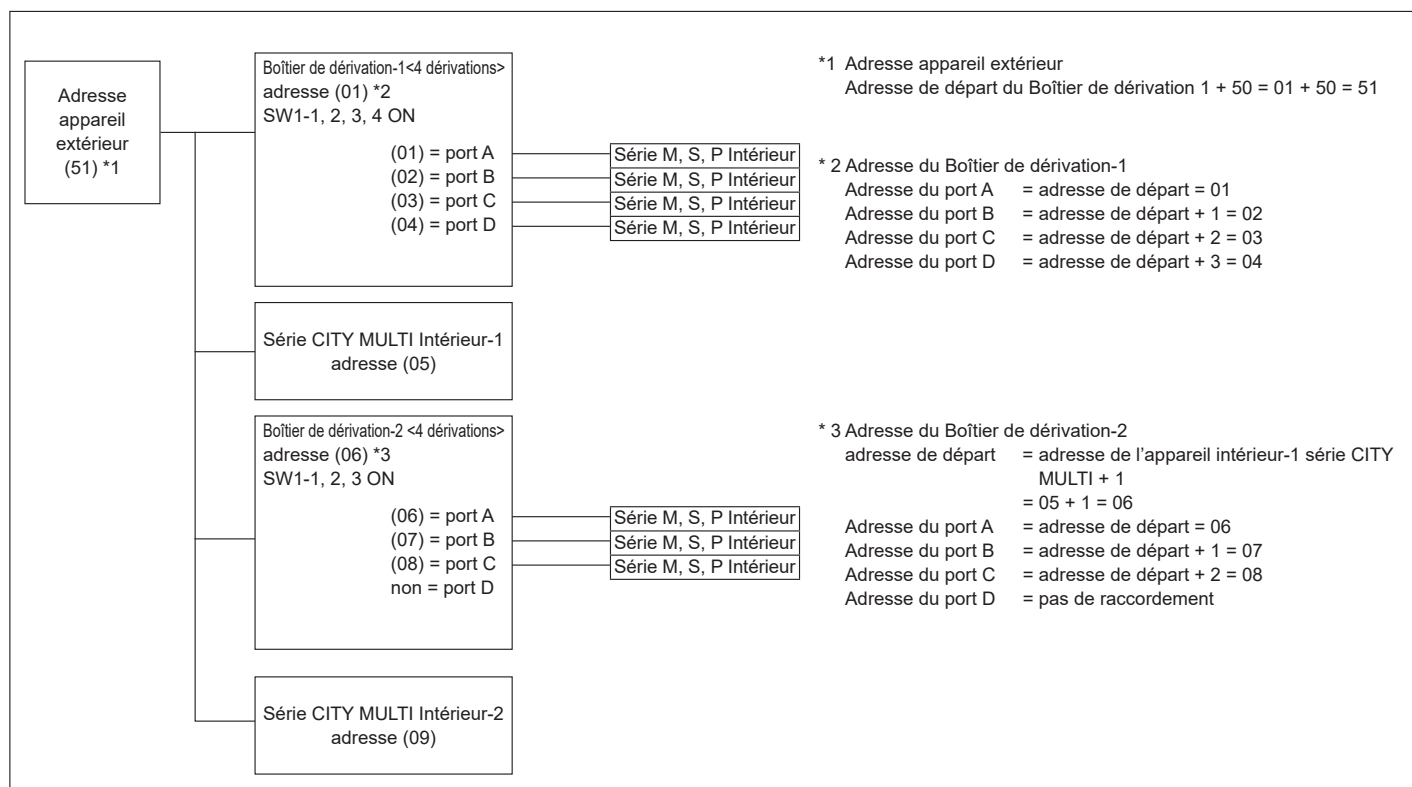 Adresse
appareil
extérieur
(51) *1
Boîtier de dérivation-1<4 dérivations>
adresse (01) *2
SW1-1, 2, 3, 4 ON
(01) = port A
(02) = port B
(03) = port C
(04) = port D
Série M, S, P Intérieur
Série M, S, P Intérieur
Série M, S, P Intérieur
Série M, S, P Intérieur
*1 Adresse appareil extérieur
Adresse de départ du Boîtier de dérivation 1 + 50 = 01 + 50 = 51
* 2 Adresse du Boîtier de dérivation-1
Adresse du port A = adresse de départ = 01
Adresse du port B = adresse de départ + 1 = 02
Adresse du port C = adresse de départ + 2 = 03
Adresse du port D = adresse de départ + 3 = 04
Série CITY MULTI Intérieur-1
adresse (05)
Boîtier de dérivation-2 <4 dérivations>
adresse (06) *3
SW1-1, 2, 3 ON
(06) = port A
(07) = port B
(08) = port C
non = port D
Série M, S, P Intérieur
Série M, S, P Intérieur
Série M, S, P Intérieur
* 3 Adresse du Boîtier de dérivation-2
adresse de départ = adresse de l'appareil intérieur-1 série CITY
MULTI + 1
= 05 + 1 = 06
Adresse du port A = adresse de départ = 06
Adresse du port B = adresse de départ + 1 = 07
Adresse du port C = adresse de départ + 2 = 08
Adresse du port D = pas de raccordement
Série CITY MULTI Intérieur-2
adresse (09)